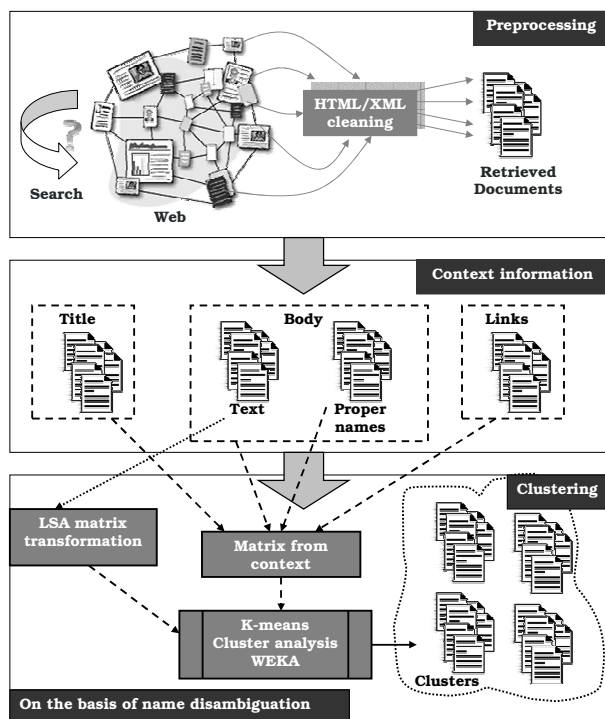 Preprocessing
HTML/XML
cleaning
?
Search
Web
Retrieved
Documents
Context information
Title
Body
Links
Text
Proper
names
Clustering
LSA matrix
transformation
Matrix from
context
K-means
Cluster analysis
WEKA
Clusters
On the basis of name disambiguation